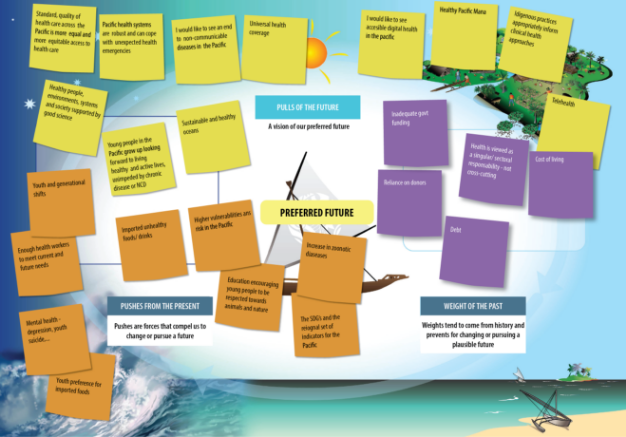 Standard, quality of
health care across the
Pacific is more equal and
more equitable access to
health care
Pacific health systems
are robust and can cope
with unexpected health
emergencies
I would like to see an end
to non-communicable
diseases in the Pacific
Universal health
coverage
I would like to see
accessible digital health
in the pacific
Healthy Pacific Mana
Indigenous practices
appropriately inform
clinical health
approaches
Healthy people,
environments, systems
and society supported by
good science
Young people in the
Pacific grow up looking
forward to living
healthy and active lives,
unimpeded by chronic
disease or NCD
Sustainable and healthy
oceans
Telehealth
PULLS OF THE FUTURE
A vision of our preferred future
Inadequate govt
funding
Health is viewed as
a singular/ sectoral
responsability - not
cross-cutting
Cost of living
Reliance on donors
Debt
PREFERRED FUTURE
Youth and generational
shifts
Imported unhealthy
foods/ drinks
Higher vulnerabilities and
risk in the Pacific
Enough health workers
to meet current and
future needs
Increase in zoonotic
diseases
Education encouraging
young people to be
respected towards
animals and nature
The SDG's and the
set of
indicators for the
Pacific
Mental health -
depression, youth
suicide,...
Youth preference for
imported foods
PUSHES FROM THE PRESENT
Pushes are forces that compel us to
change or pursue a future
WEIGHT OF THE PAST
Weights tend to come from history and
prevents for changing or pursuing a
plausible future